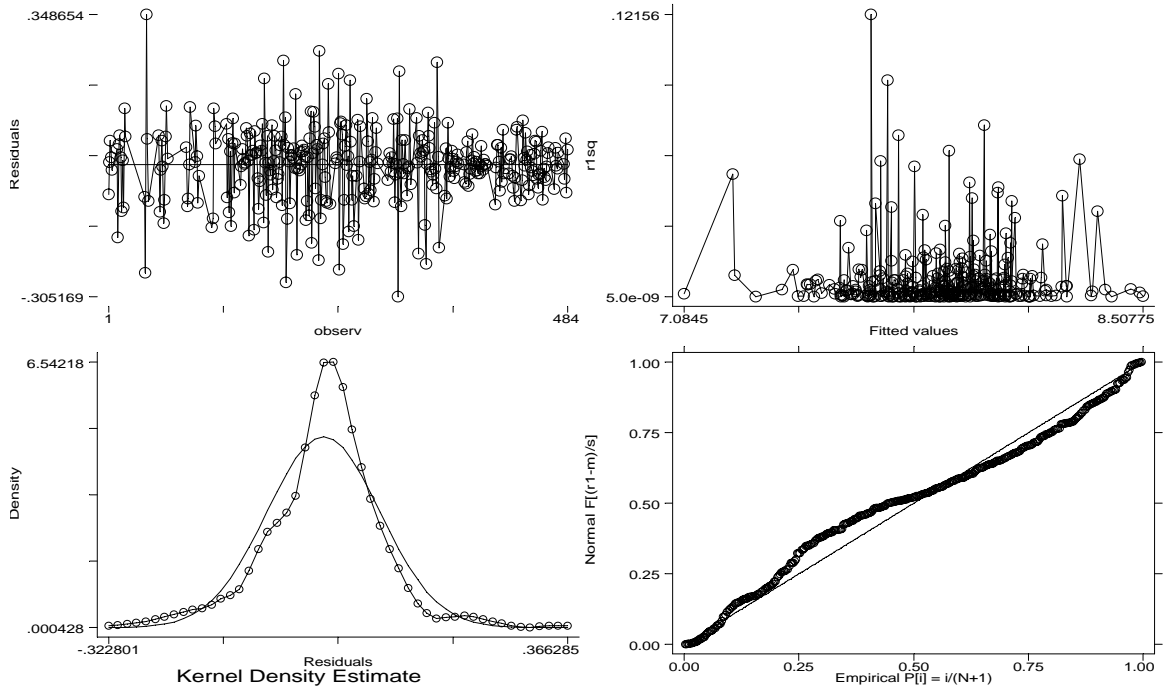 Residuals
.348654
-.305169
1
484
observv
r1sq
.12156
5.0e-09
7.0845
8.50775
Fitted values
Density
6.54218
.000428
-.322801
.366285
Residuals
Kernel Density Estimate
Normal F[(r1-m)/s]
1.00
0.75
0.50
0.25
0.00
0.00
0.25
0.50
0.75
1.00
Empirical P[i] = i/(N+1)